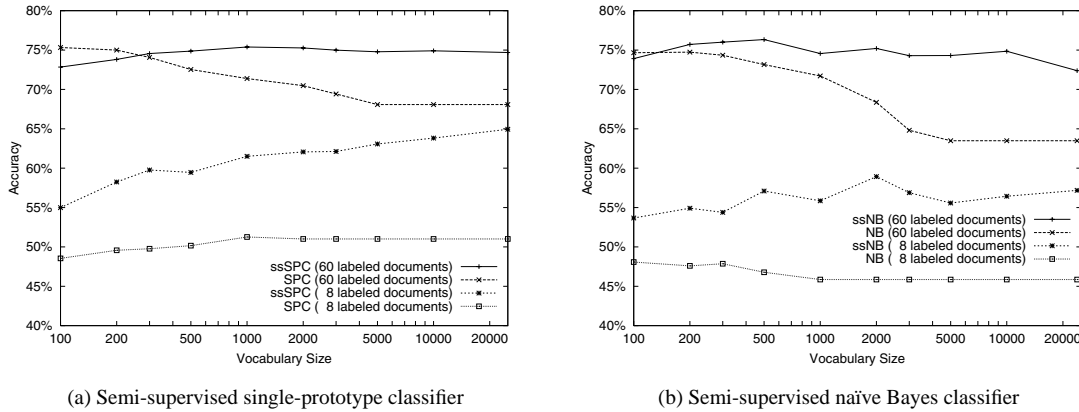 80%
75%
70%
65%
60%
55%
50%
45%
40%
Accuracy
100 200 500 1000 2000 5000 10000 20000
Vocabulary Size
ssSPC (60 labeled documents)
SPC (60 labeled documents)
ssSPC ( 8 labeled documents)
SPC ( 8 labeled documents)
(a) Semi-supervised single-prototype classifier
80%
75%
70%
65%
60%
55%
50%
45%
40%
Accuracy
100 200 500 1000 2000 5000 10000 20000
Vocabulary Size
ssNB (60 labeled documents)
NB (60 labeled documents)
ssNB ( 8 labeled documents)
NB ( 8 labeled documents)
(b) Semi-supervised naïve Bayes classifier